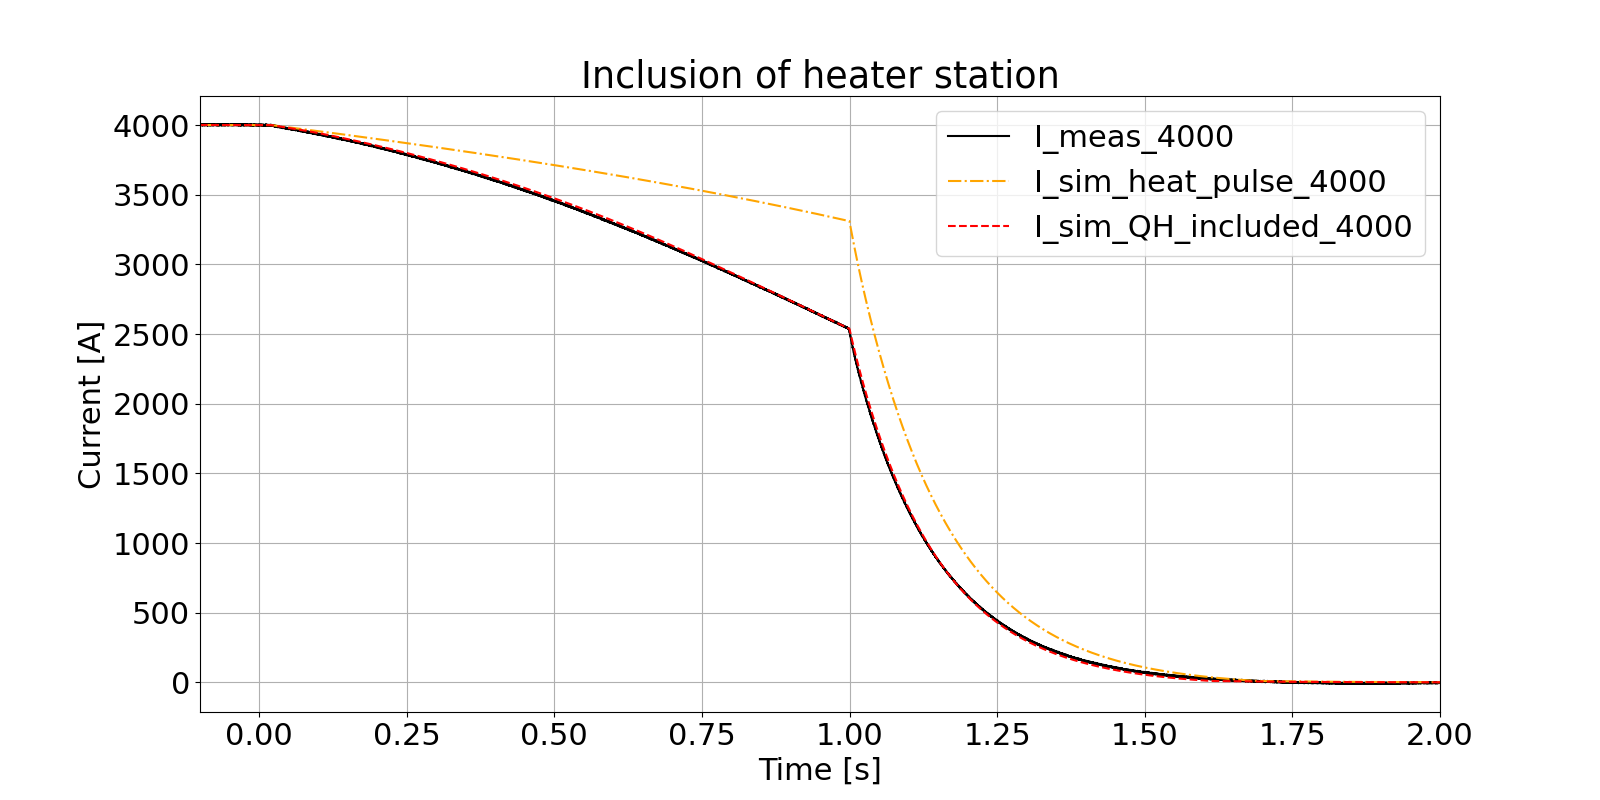 Inclusion of heater station
I_meas_4000
I_sim_heat_pulse_4000
I_sim_QH_included_4000
4000
3500
3000
2500
2000
1500
1000
500
0
Current [A]
0.00 0.25 0.50 0.75 1.00 1.25 1.50 1.75 2.00
Time [s]